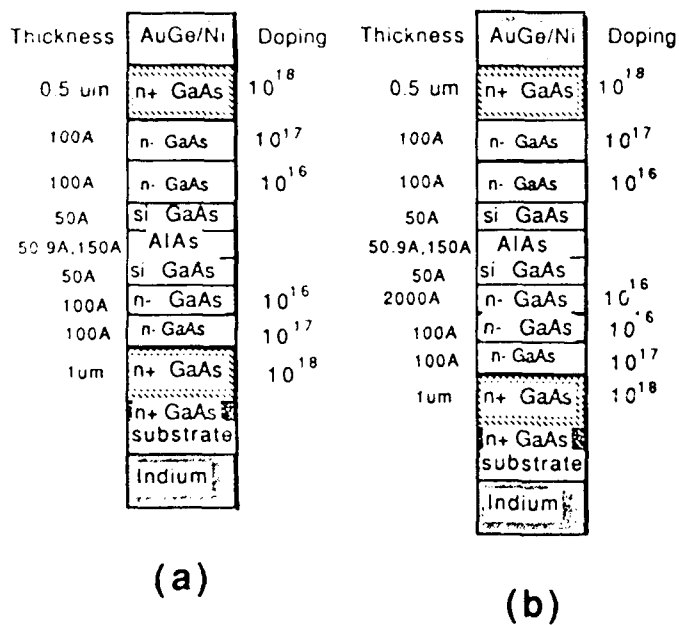 Thickness AuGe/Ni Doping
0.5 um n+ GaAs 10^18
100A n- GaAs 10^17
100A n- GaAs 10^16
50A si GaAs
50.9A,150A AlAs
50A si GaAs
100A n- GaAs 10^16
100A n- GaAs 10^17
1um n+ GaAs 10^18
n+ GaAs
substrate
Indium
(a)
Thickness AuGe/Ni Doping
0.5 um n+ GaAs 10^18
100A n- GaAs 10^17
100A n- GaAs 10^16
50A si GaAs
50.9A,150A AlAs
50A si GaAs
2000A n- GaAs 10^16
100A n- GaAs 10^16
100A n- GaAs 10^17
1um n+ GaAs 10^18
n+ GaAs
substrate
Indium
(b)